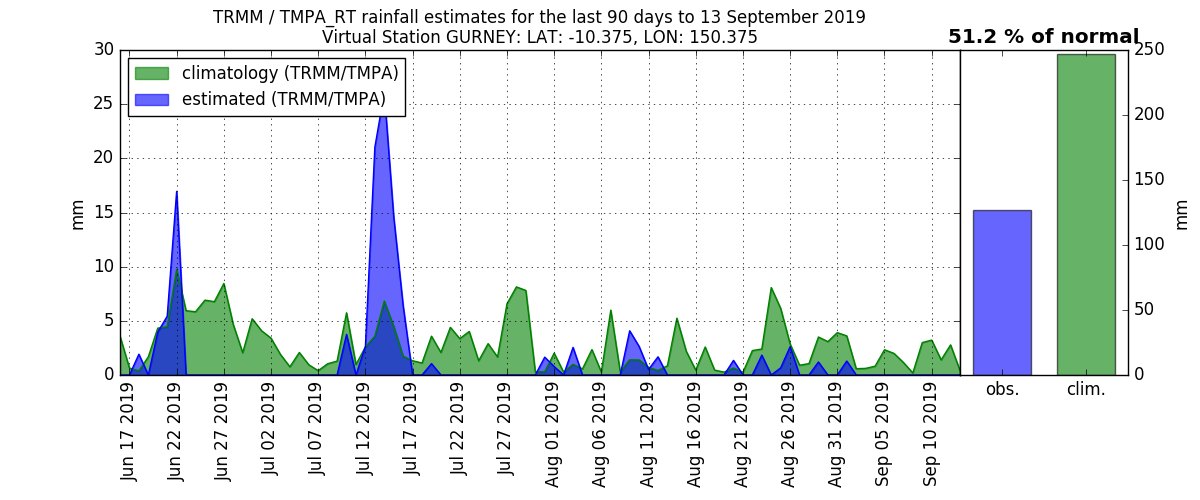 TRMM / TMPA_RT rainfall estimates for the last 90 days to 13 September 2019
Virtual Station GURNEY: LAT: -10.375, LON: 150.375
51.2 % of normal
climatology (TRMM/TMPA)
estimated (TRMM/TMPA)
30
25
20
15
10
5
0
mm
250
200
150
100
50
0
mm
Jun 17 2019
Jun 22 2019
Jun 27 2019
Jul 02 2019
Jul 07 2019
Jul 12 2019
Jul 17 2019
Jul 22 2019
Jul 27 2019
Aug 01 2019
Aug 06 2019
Aug 11 2019
Aug 16 2019
Aug 21 2019
Aug 26 2019
Aug 31 2019
Sep 05 2019
Sep 10 2019
obs.
clim.